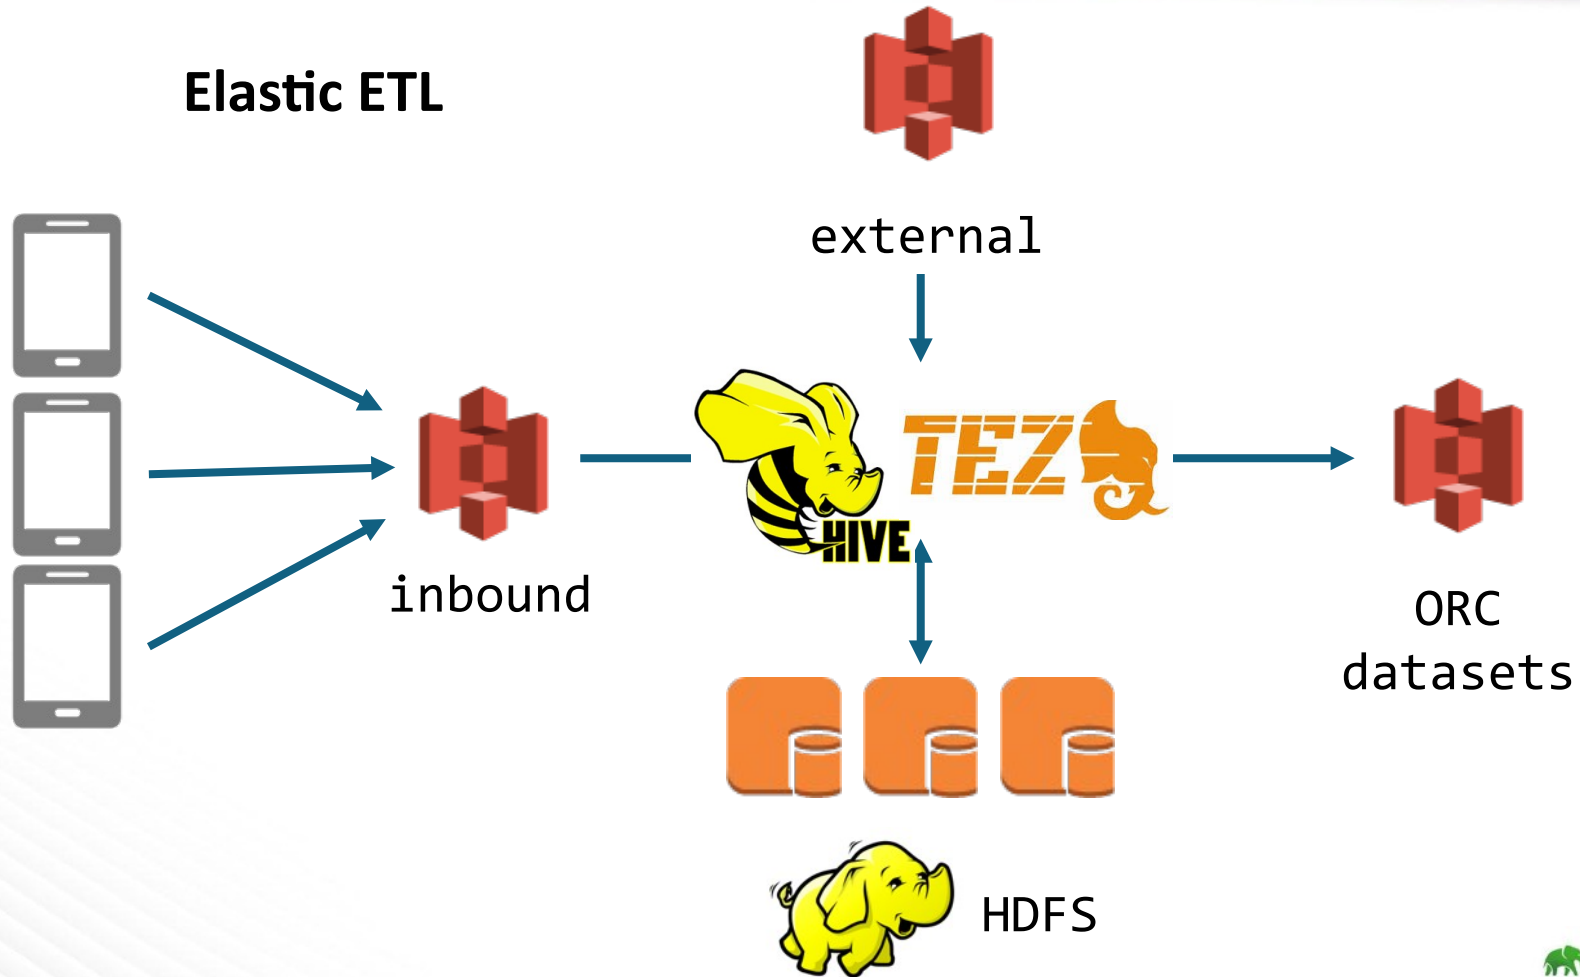 Elastic ETL
external
inbound
HIVE
TEZ
ORC
datasets
HDFS